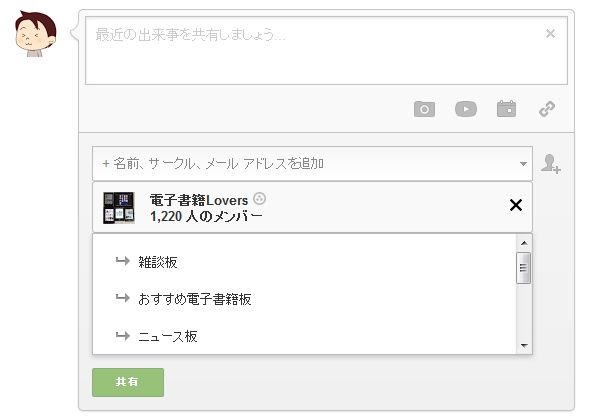 最近の出来事を共有しましょう...
+ 名前、サークル、メール アドレスを追加
電子書籍Lovers
1,220 人のメンバー
雑談板
おすすめ電子書籍板
ニュース板
共有